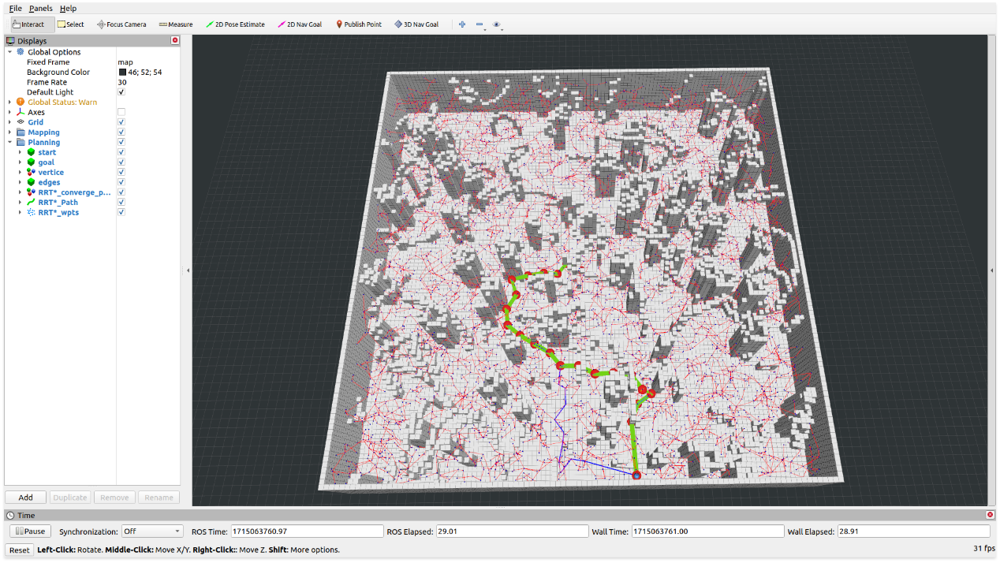 File Panels Help
Interact Select Focus Camera Measure 2D Pose Estimate 2D Nav Goal Publish Point 3D Nav Goal
Displays
Global Options
Fixed Frame map
Background Color 46; 52; 54
Frame Rate 30
Default Light
Global Status: Warn
Axes
Grid
Mapping
Planning
start
goal
vertice
edges
RRT*_converge_p...
RRT*_Path
RRT*_wpts
Add Duplicate Remove Rename
Time
Pause Synchronization: Off ROS Time: 1715063760.97 ROS Elapsed: 29.01 Wall Time: 1715063761.00 Wall Elapsed: 28.91
Reset Left-Click: Rotate. Middle-Click: Move X/Y. Right-Click:: Move Z. Shift: More options. 31 fps